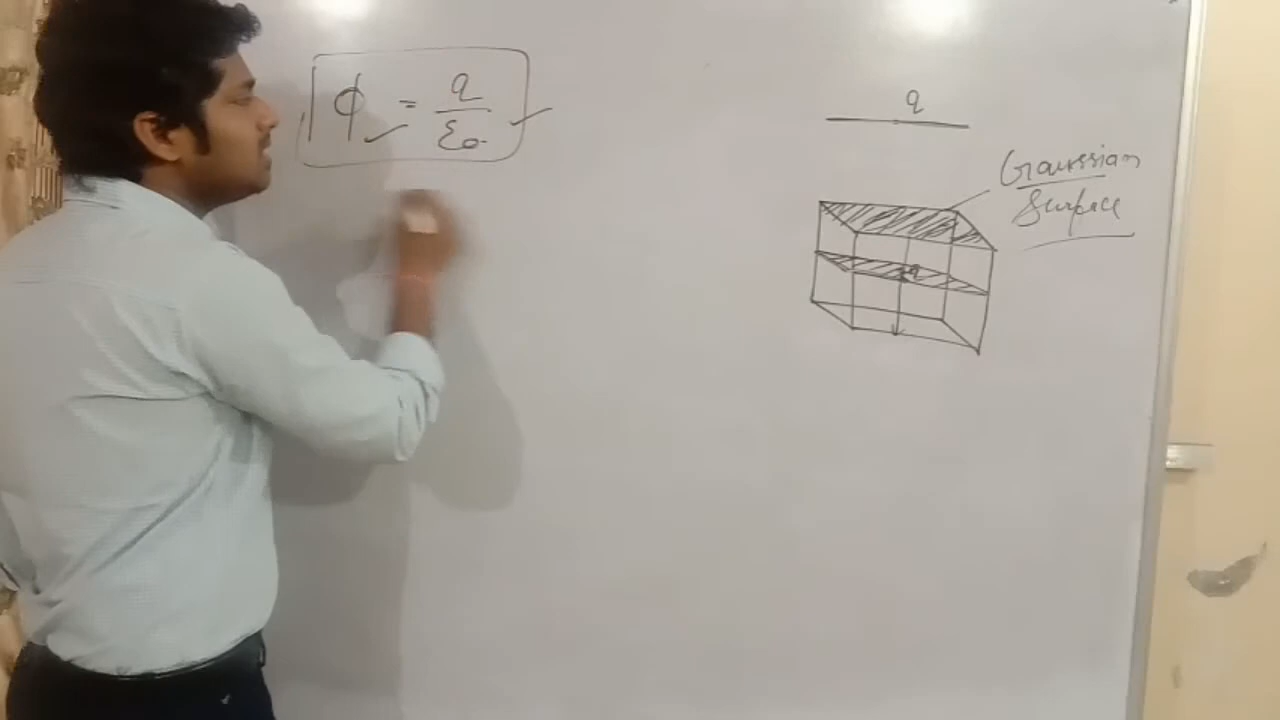 ϕ = q/ε₀
q
Gaussian
Surface
q